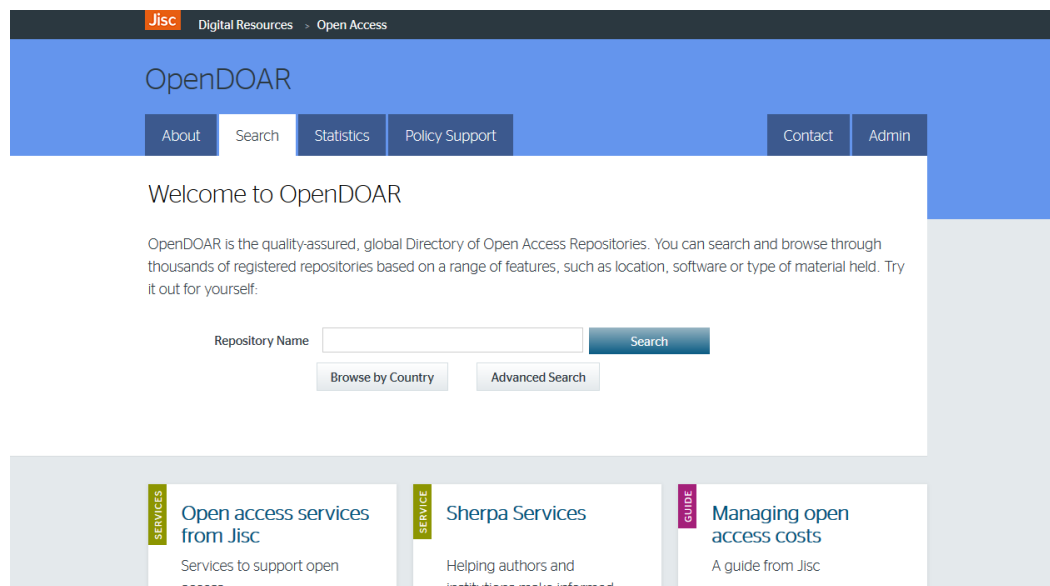 Jisc Digital Resources > Open Access
OpenDOAR
About Search Statistics Policy Support Contact Admin
Welcome to OpenDOAR
OpenDOAR is the quality-assured, global Directory of Open Access Repositories. You can search and browse through
thousands of registered repositories based on a range of features, such as location, software or type of material held. Try
it out for yourself:
Repository Name Search
Browse by Country Advanced Search
SERVICES
Open access services
from Jisc
Services to support open
SERVICE
Sherpa Services
Helping authors and
institutions make informed
GUIDE
Managing open
access costs
A guide from Jisc